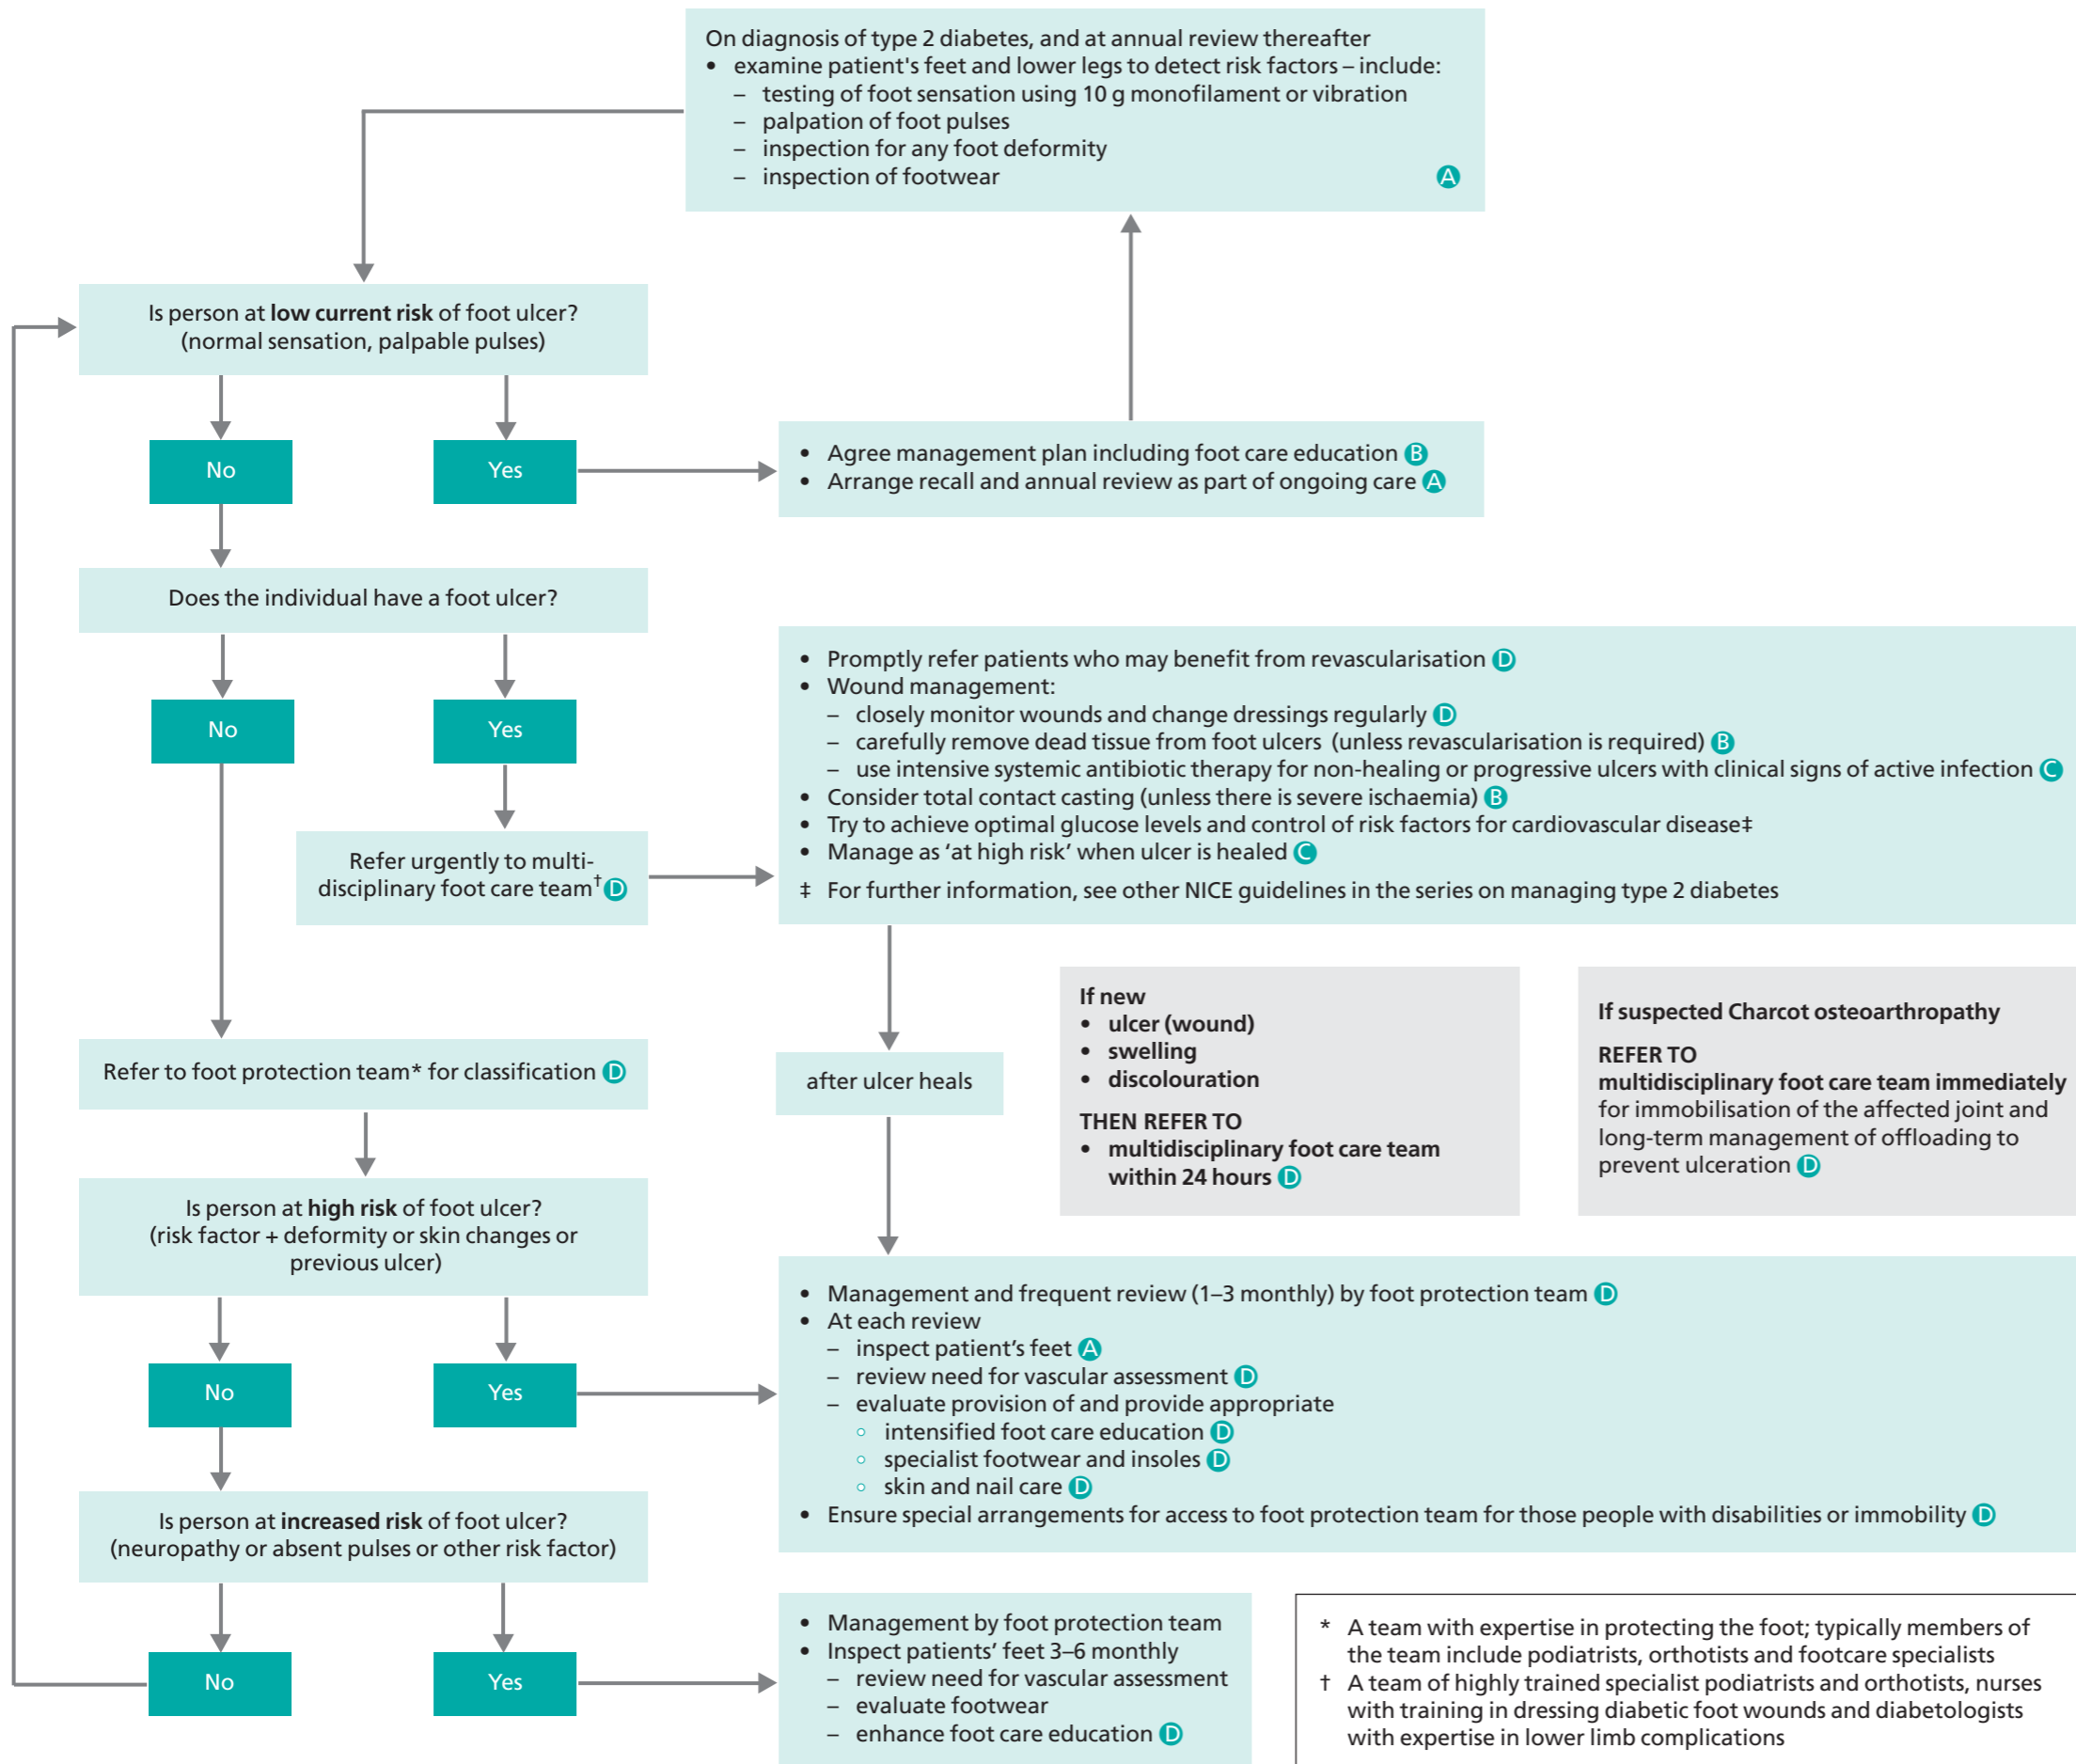 On diagnosis of type 2 diabetes, and at annual review thereafter
• examine patient's feet and lower legs to detect risk factors – include:
– testing of foot sensation using 10 g monofilament or vibration
– palpation of foot pulses
– inspection for any foot deformity
– inspection of footwear A
Is person at low current risk of foot ulcer?
(normal sensation, palpable pulses)
No
Yes
• Agree management plan including foot care education B
• Arrange recall and annual review as part of ongoing care A
Does the individual have a foot ulcer?
No
Yes
Refer urgently to multi-
disciplinary foot care team† D
• Promptly refer patients who may benefit from revascularisation D
• Wound management:
– closely monitor wounds and change dressings regularly D
– carefully remove dead tissue from foot ulcers (unless revascularisation is required) B
– use intensive systemic antibiotic therapy for non-healing or progressive ulcers with clinical signs of active infection C
• Consider total contact casting (unless there is severe ischaemia) B
• Try to achieve optimal glucose levels and control of risk factors for cardiovascular disease‡
• Manage as ‘at high risk’ when ulcer is healed C
‡ For further information, see other NICE guidelines in the series on managing type 2 diabetes
after ulcer heals
If new
• ulcer (wound)
• swelling
• discolouration
THEN REFER TO
• multidisciplinary foot care team
within 24 hours D
If suspected Charcot osteoarthropathy
REFER TO
multidisciplinary foot care team immediately
for immobilisation of the affected joint and
long-term management of offloading to
prevent ulceration D
Refer to foot protection team* for classification D
Is person at high risk of foot ulcer?
(risk factor + deformity or skin changes or
previous ulcer)
No
Yes
• Management and frequent review (1–3 monthly) by foot protection team D
• At each review
– inspect patient’s feet A
– review need for vascular assessment D
– evaluate provision of and provide appropriate
◦ intensified foot care education D
◦ specialist footwear and insoles D
◦ skin and nail care D
• Ensure special arrangements for access to foot protection team for those people with disabilities or immobility D
Is person at increased risk of foot ulcer?
(neuropathy or absent pulses or other risk factor)
No
Yes
• Management by foot protection team
• Inspect patients’ feet 3–6 monthly
– review need for vascular assessment
– evaluate footwear
– enhance foot care education D
* A team with expertise in protecting the foot; typically members of
the team include podiatrists, orthotists and footcare specialists
† A team of highly trained specialist podiatrists and orthotists, nurses
with training in dressing diabetic foot wounds and diabetologists
with expertise in lower limb complications